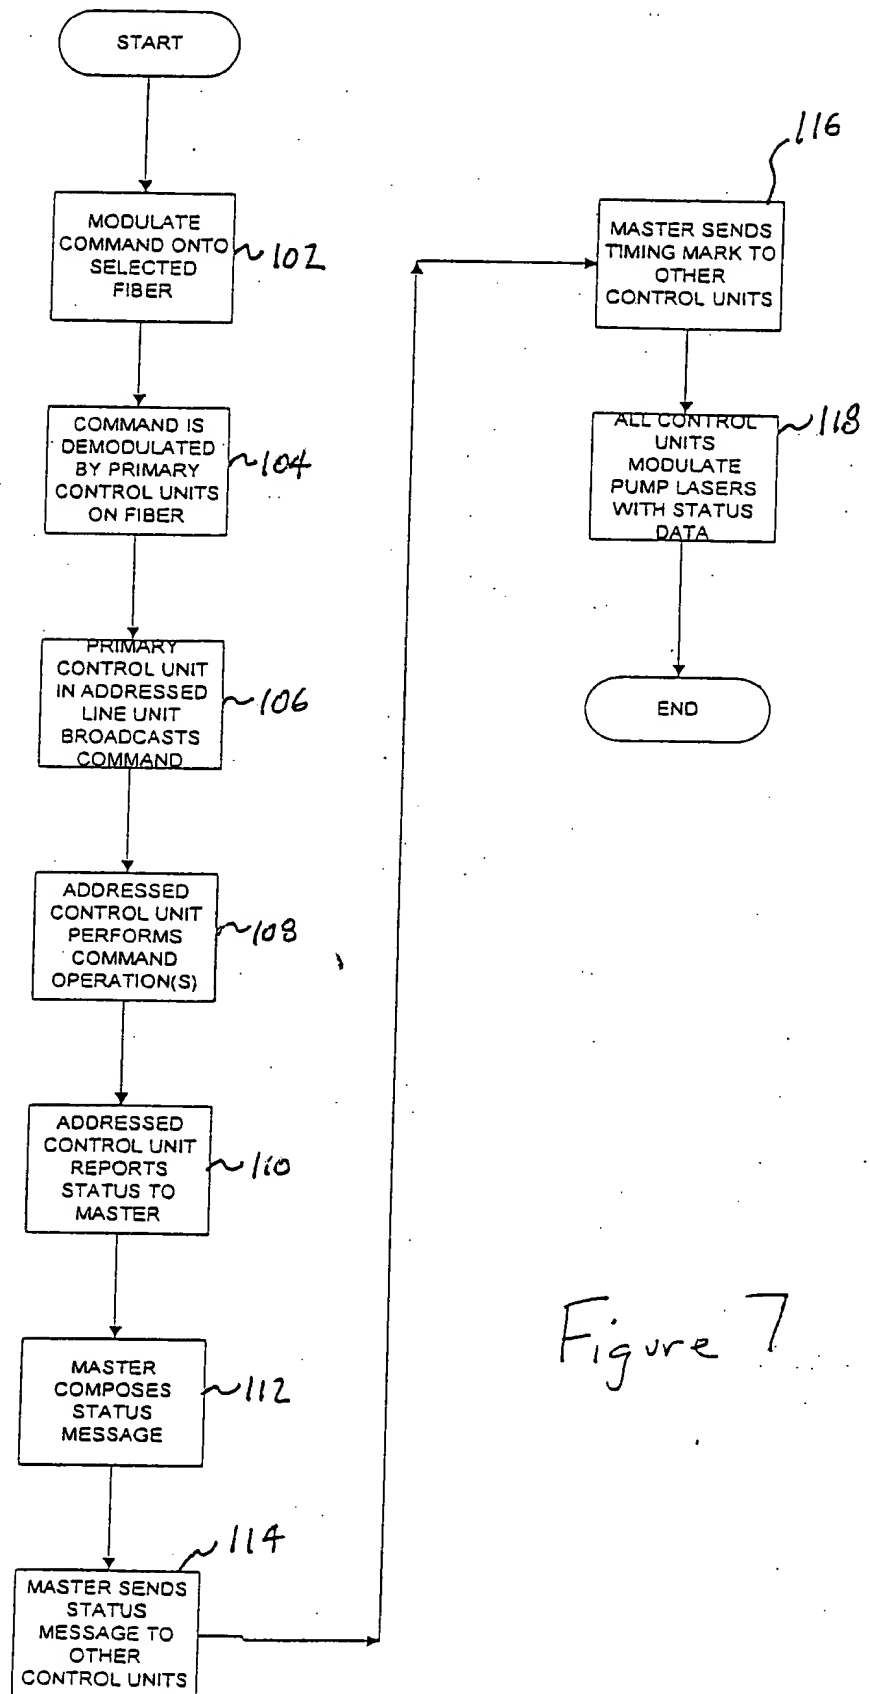 START
MODULATE
COMMAND ONTO
SELECTED
FIBER
102
COMMAND IS
DEMODULATED
BY PRIMARY
CONTROL UNITS
ON FIBER
104
PRIMARY
CONTROL UNIT
IN ADDRESSED
LINE UNIT
BROADCASTS
COMMAND
106
ADDRESSED
CONTROL UNIT
PERFORMS
COMMAND
OPERATION(S)
108
ADDRESSED
CONTROL UNIT
REPORTS
STATUS TO
MASTER
110
MASTER
COMPOSES
STATUS
MESSAGE
112
114
MASTER SENDS
STATUS
MESSAGE TO
OTHER
CONTROL UNITS
116
MASTER SENDS
TIMING MARK TO
OTHER
CONTROL UNITS
ALL CONTROL
UNITS
MODULATE
PUMP LASERS
WITH STATUS
DATA
118
END
Figure 7